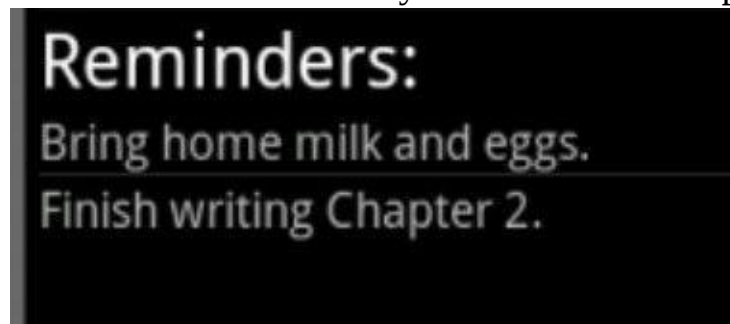 Reminders:
Bring home milk and eggs.
Finish writing Chapter 2.